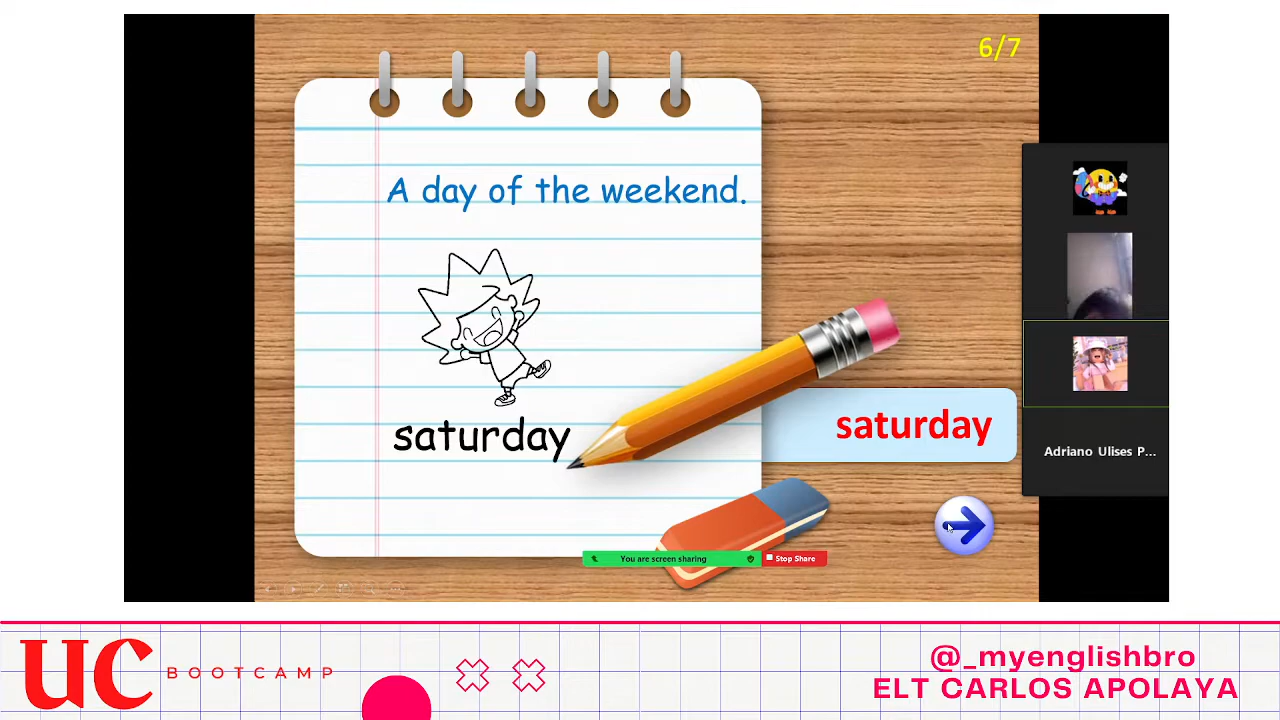 6/7
A day of the weekend.
saturday
saturday
Adriano Ulises P...
You are screen sharing
Stop Share
UC
BOOTCAMP
@_myenglishbro
ELT CARLOS APOLAYA